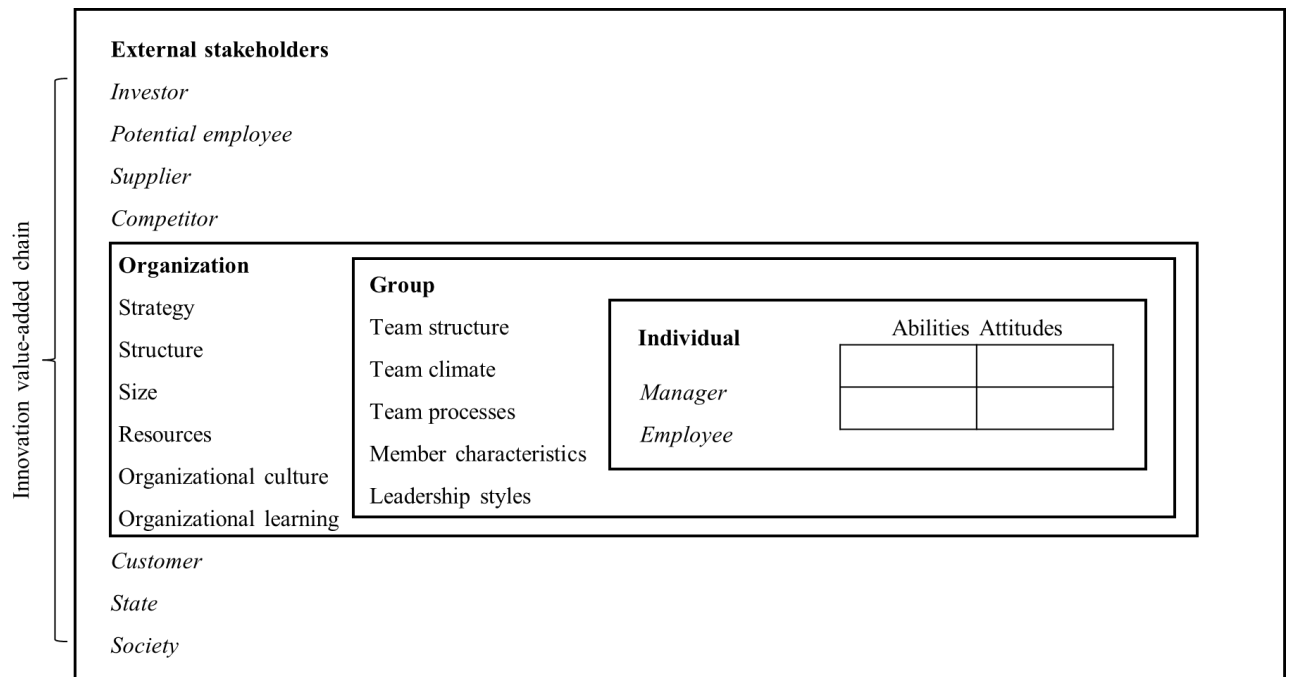 External stakeholders
Investor
Potential employee
Supplier
Competitor
Innovation value-added chain
Organization
Strategy
Structure
Size
Resources
Organizational culture
Organizational learning
Group
Team structure
Team climate
Team processes
Member characteristics
Leadership styles
Individual
Abilities Attitudes
Manager
Employee
Customer
State
Society